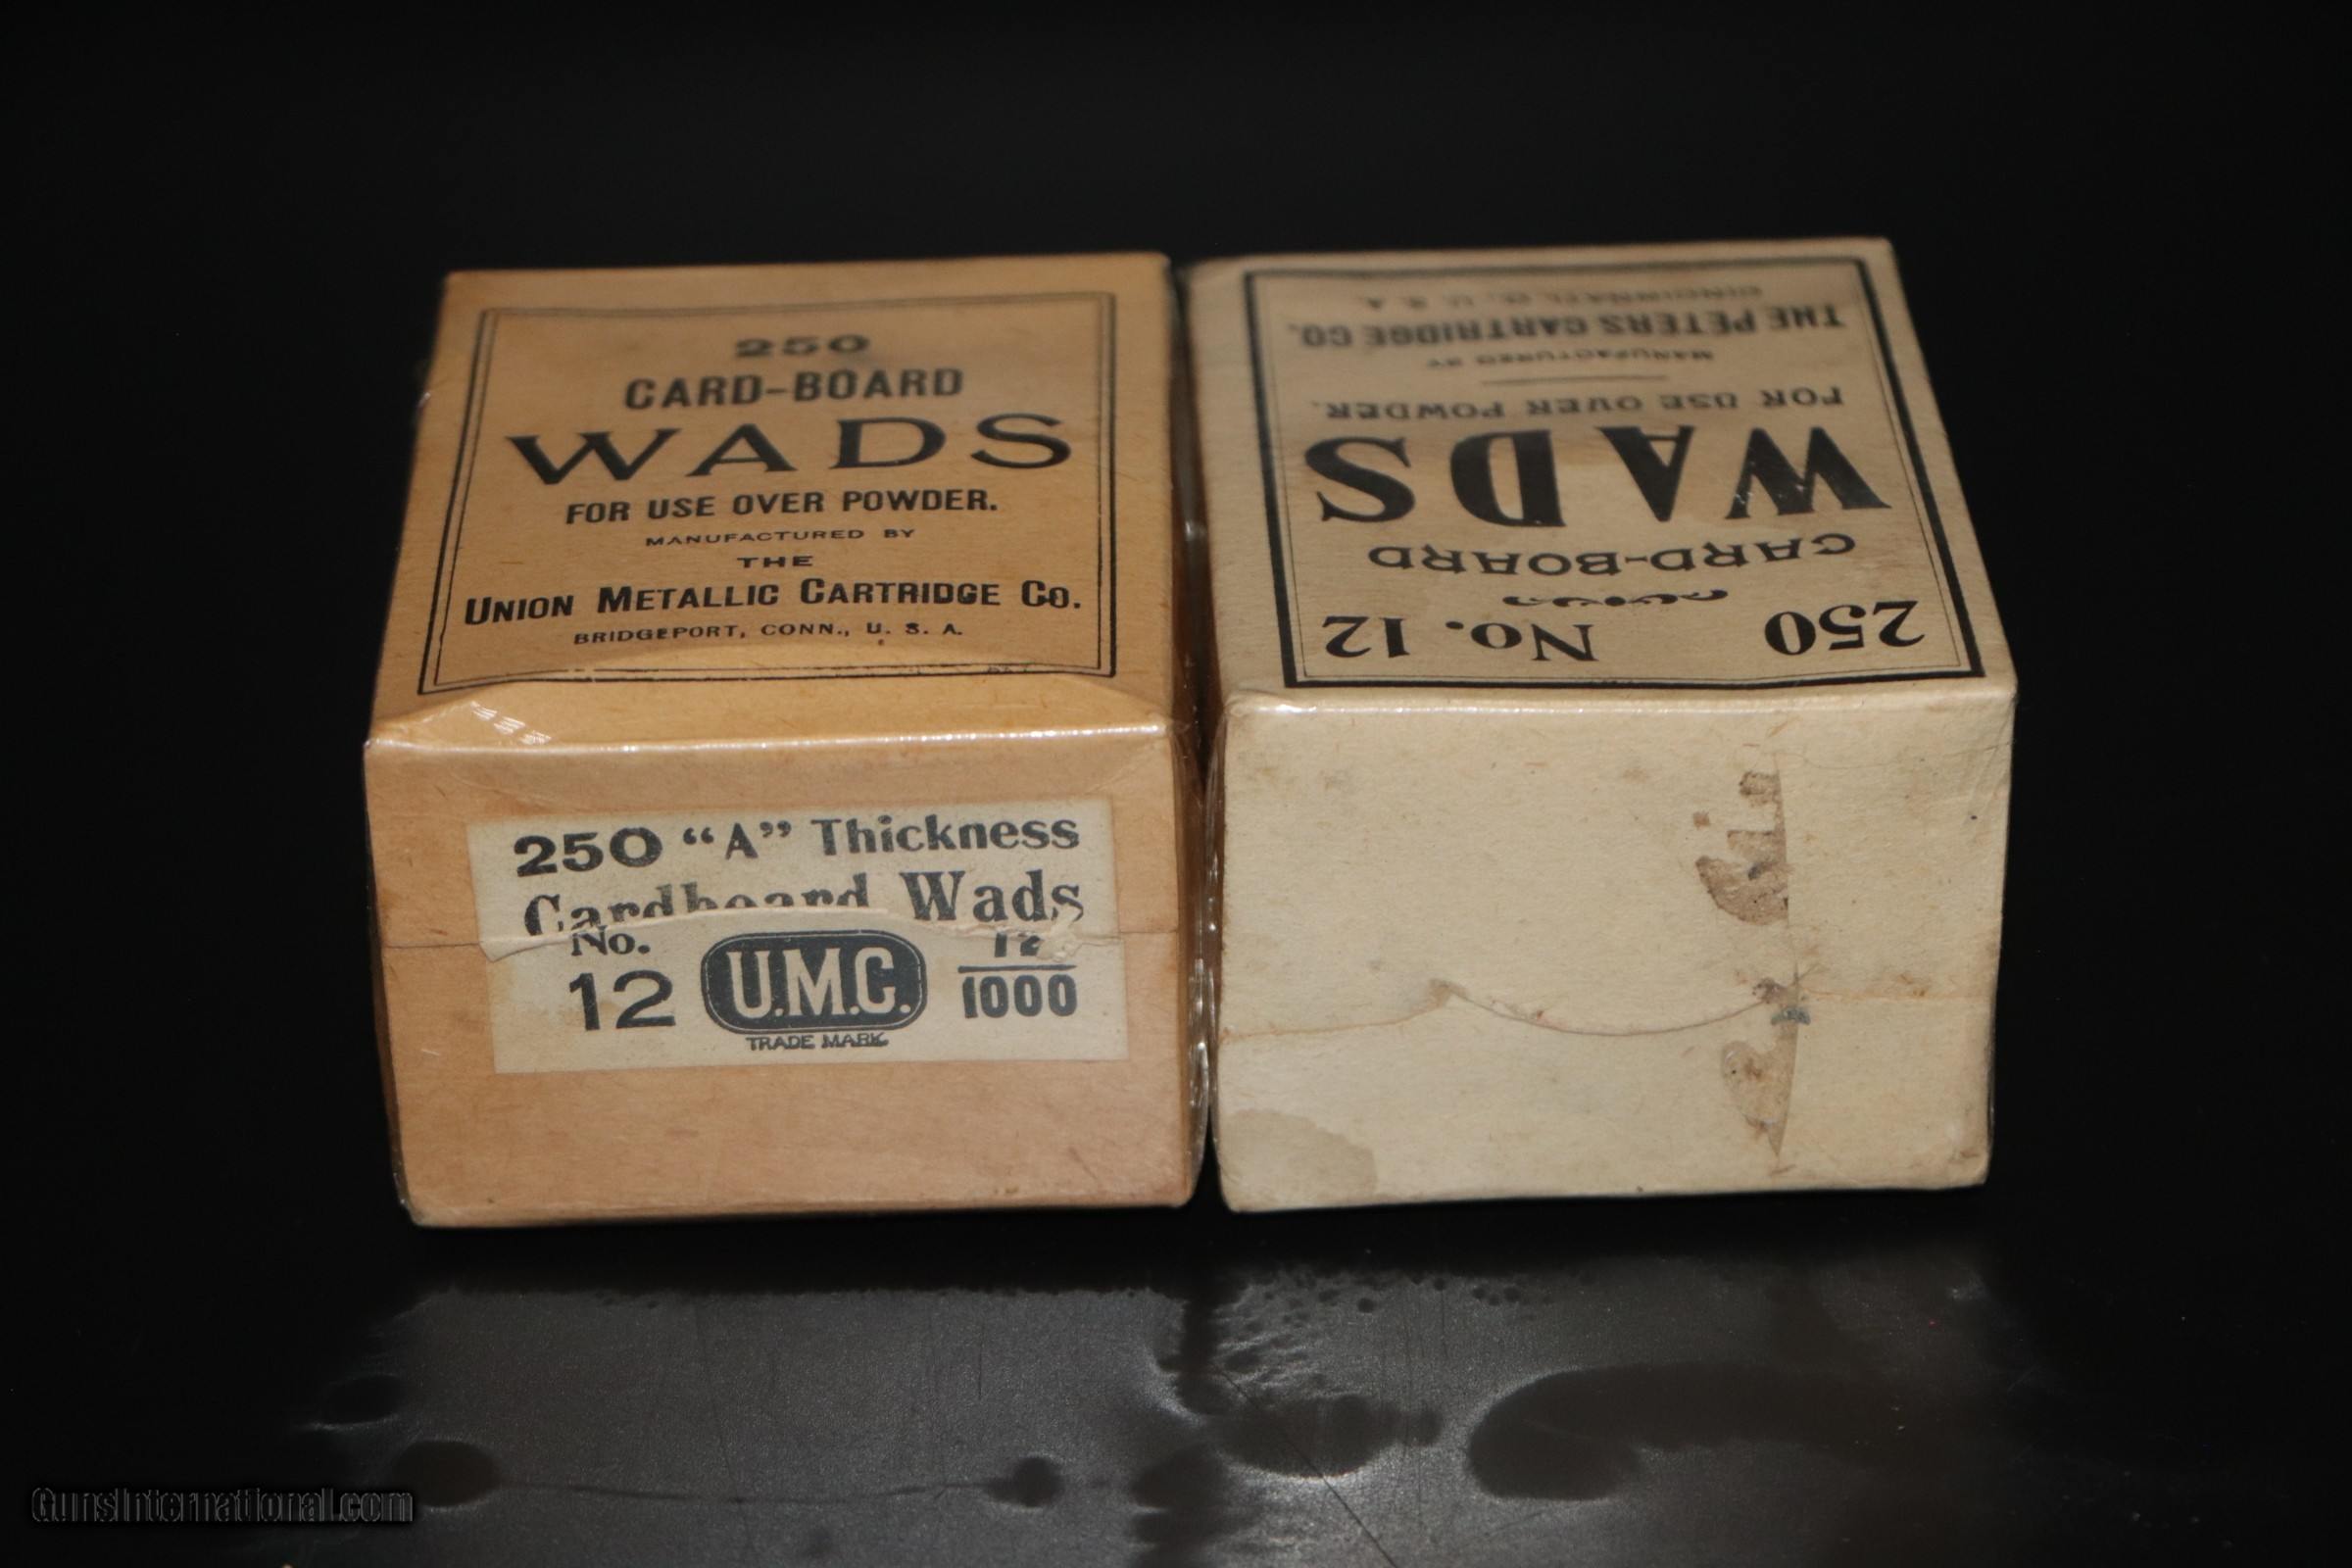 250
CARD-BOARD
WADS
FOR USE OVER POWDER.
MANUFACTURED BY
THE
UNION METALLIC CARTRIDGE CO.
BRIDGEPORT, CONN., U. S. A.
250 "A" Thickness
Cardboard Wads
No.
12
U.M.C.
TRADE MARK
12
1000
250 No. 12
CARD-BOARD
WADS
FOR USE OVER POWDER.
MANUFACTURED BY
THE PETERS CARTRIDGE CO.
CINCINNATI, O., U. S. A.
GunsInternational.com